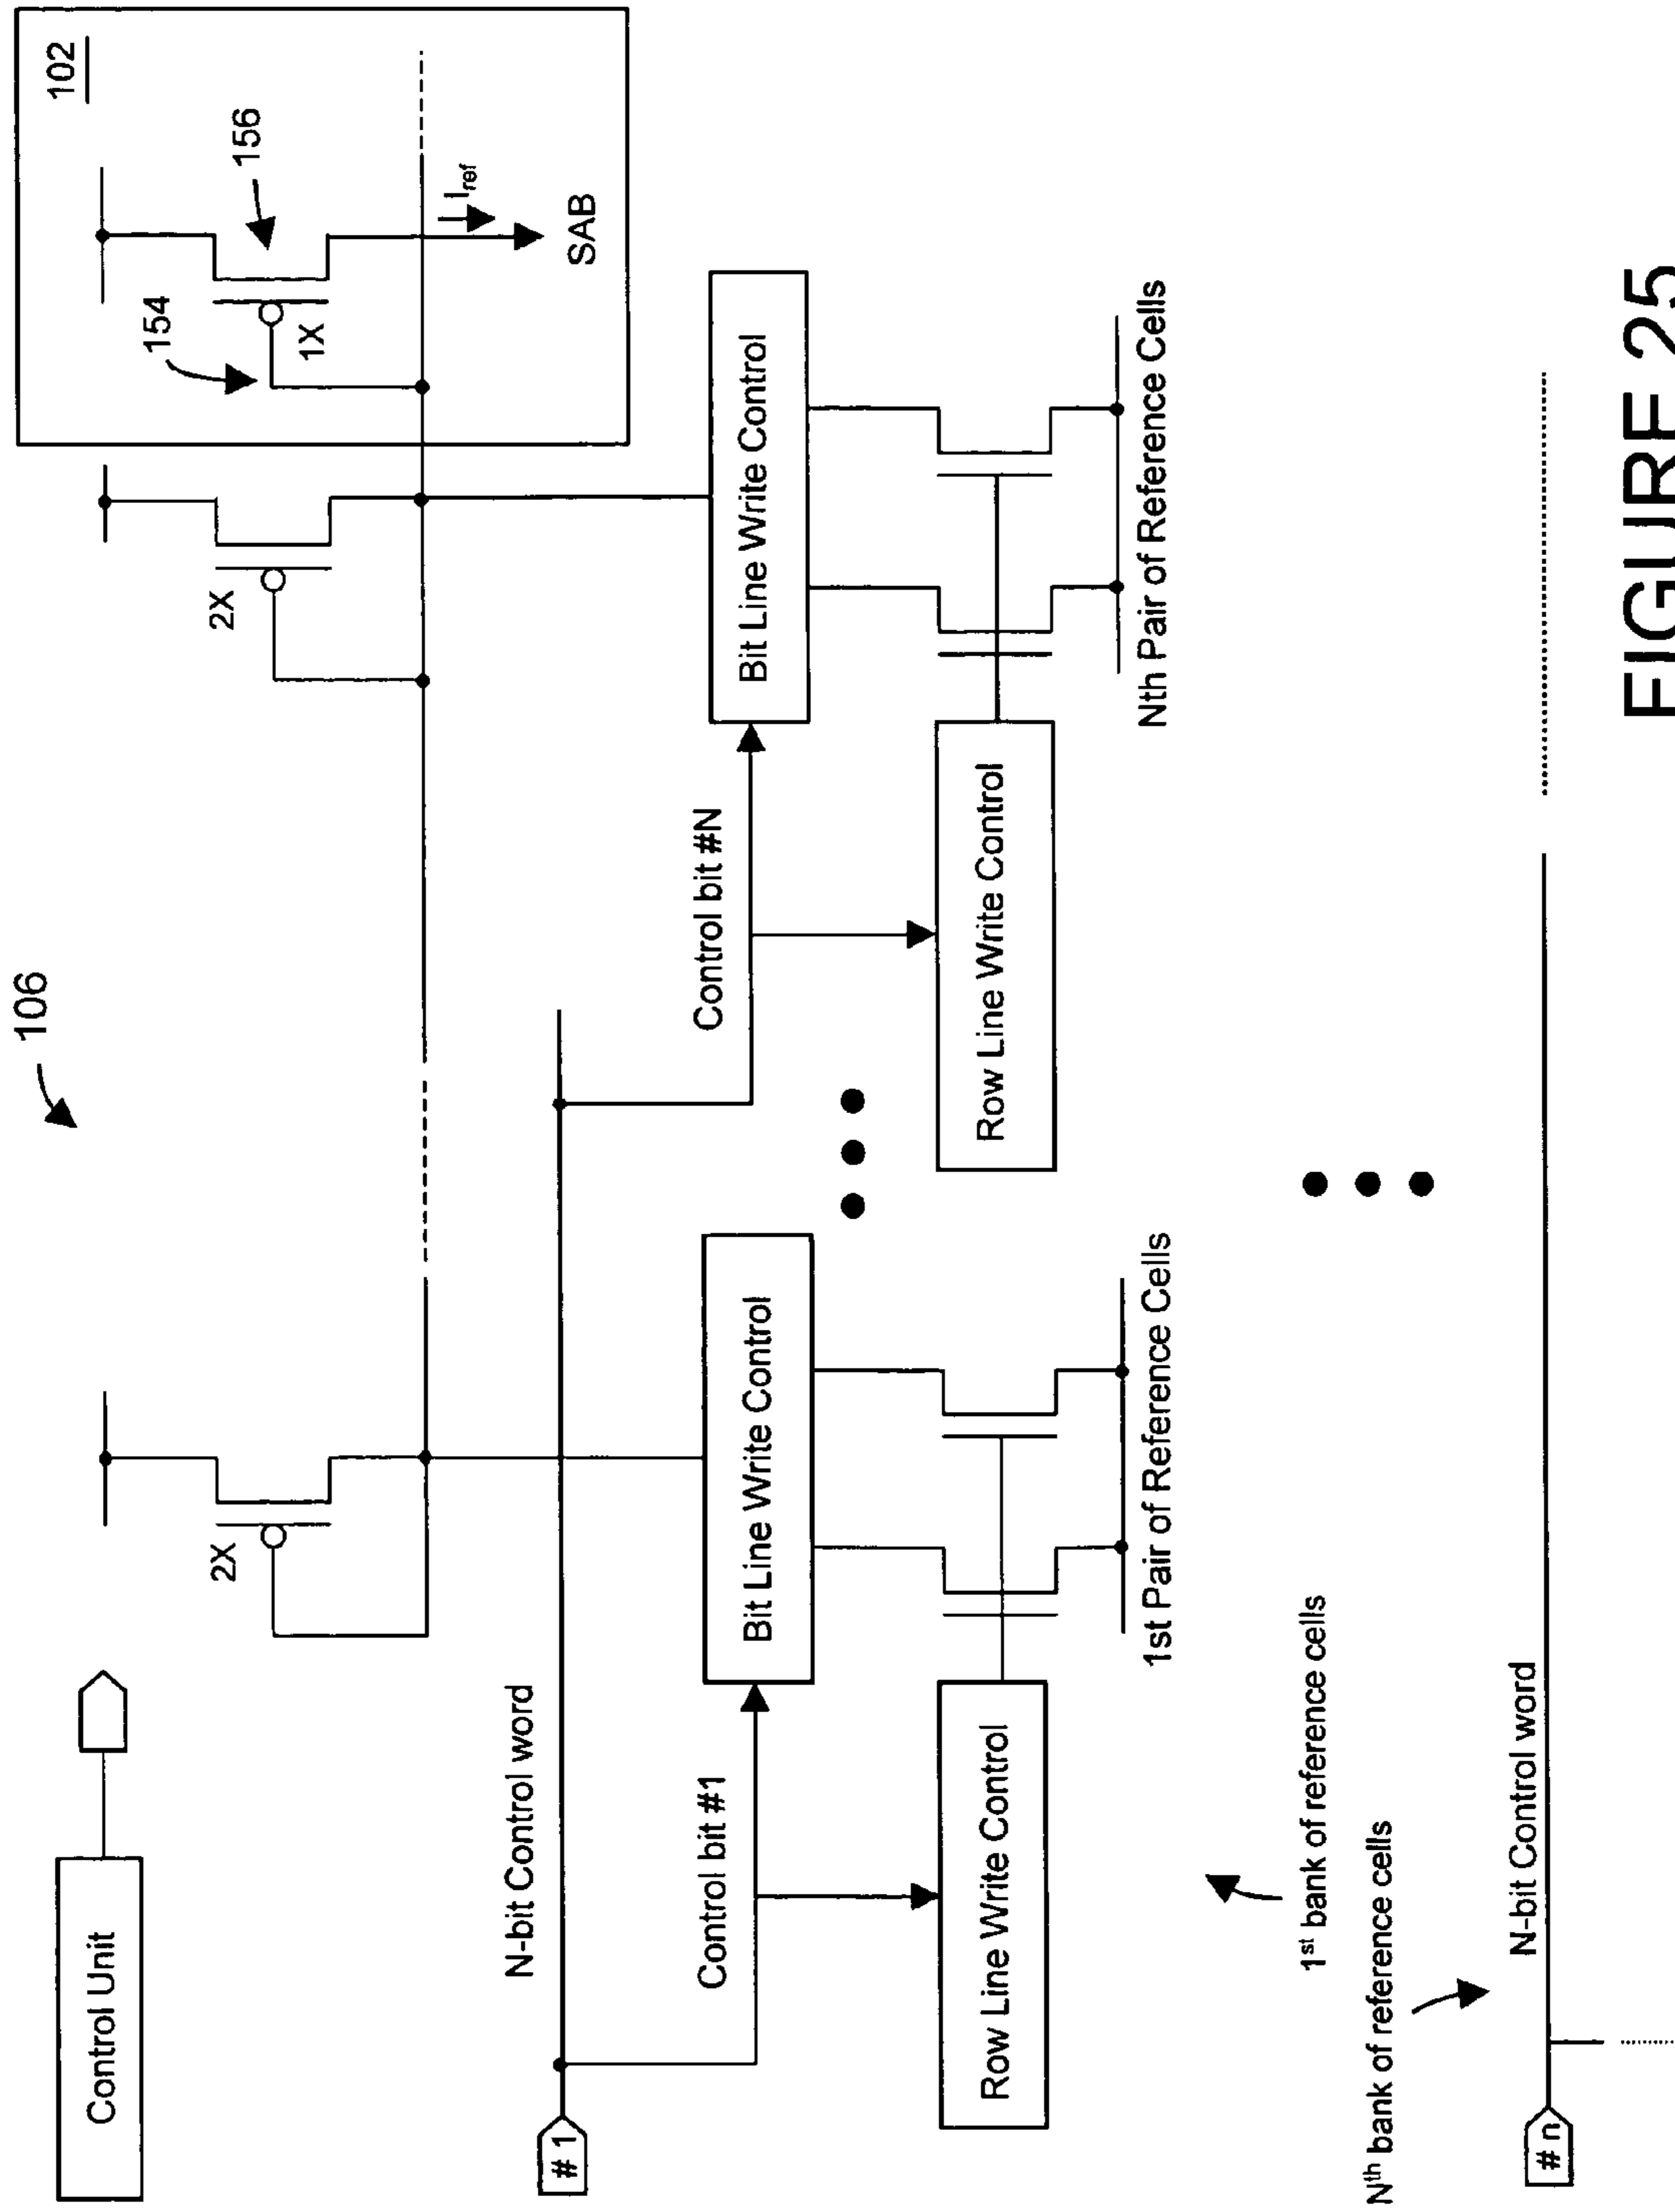 106
Control Unit
2X
2X
154
1X
156
102
I ref
SAB
N-bit Control word
# 1
Control bit #1
Bit Line Write Control
Row Line Write Control
1st Pair of Reference Cells
Control bit #N
Bit Line Write Control
Row Line Write Control
Nth Pair of Reference Cells
1st bank of reference cells
Nth bank of reference cells
N-bit Control word
# n
FIGURE 25